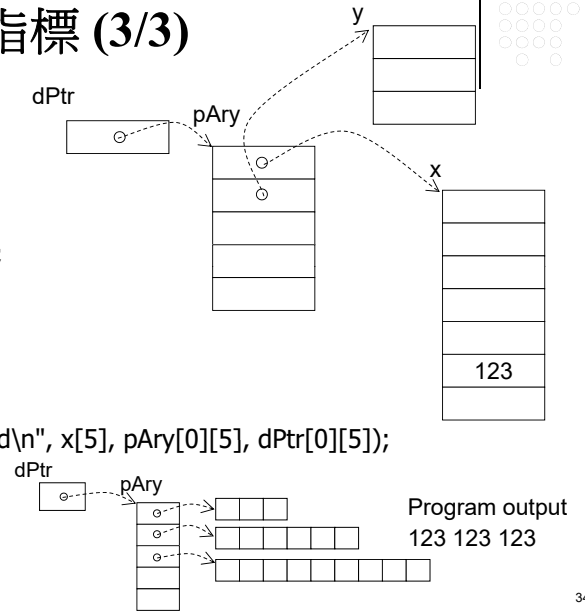 指標 (3/3)
y
dPtr
pAry
x
;
123
d\n", x[5], pAry[0][5], dPtr[0][5]);
dPtr
pAry
Program output
123 123 123
34